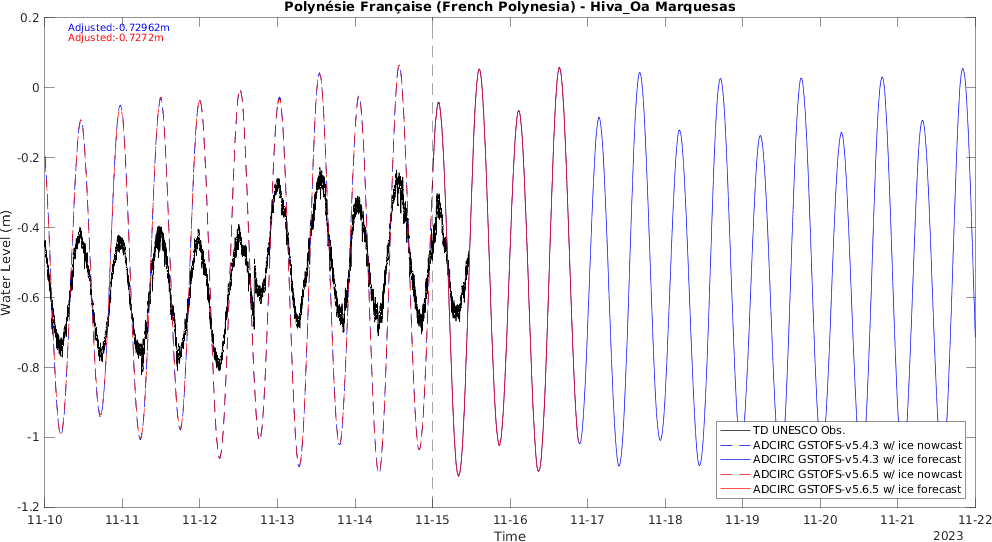 Polynésie Française (French Polynesia) - Hiva_Oa Marquesas
Adjusted:-0.72962m
Adjusted:-0.7272m
0.2
0
-0.2
-0.4
-0.6
-0.8
-1
-1.2
Water Level (m)
TD UNESCO Obs.
ADCIRC GSTOFS-v5.4.3 w/ ice nowcast
ADCIRC GSTOFS-v5.4.3 w/ ice forecast
ADCIRC GSTOFS-v5.6.5 w/ ice nowcast
ADCIRC GSTOFS-v5.6.5 w/ ice forecast
11-10 11-11 11-12 11-13 11-14 11-15 11-16 11-17 11-18 11-19 11-20 11-21 11-22
Time
2023